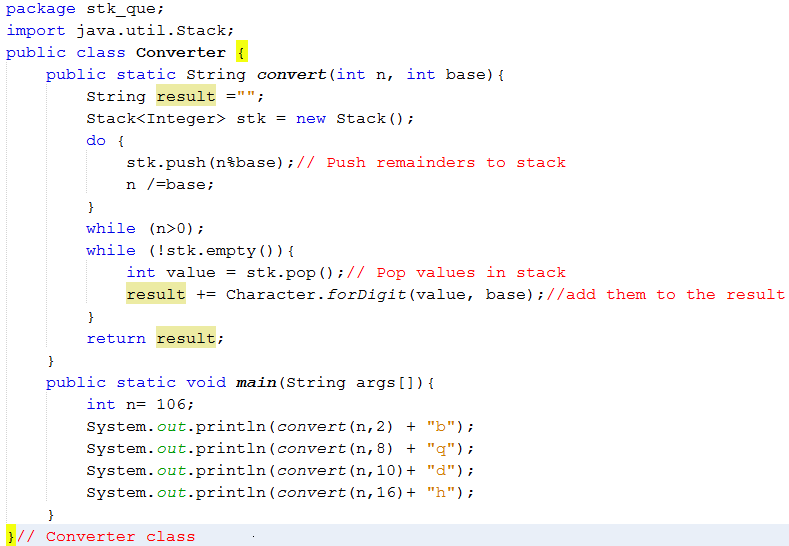 package stk_que;
import java.util.Stack;
public class Converter {
    public static String convert(int n, int base){
        String result ="";
        Stack<Integer> stk = new Stack();
        do {
            stk.push(n%base);// Push remainders to stack
            n /=base;
        }
        while (n>0);
        while (!stk.empty()){
            int value = stk.pop();// Pop values in stack
            result += Character.forDigit(value, base);//add them to the result
        }
        return result;
    }
    public static void main(String args[]){
        int n= 106;
        System.out.println(convert(n,2) + "b");
        System.out.println(convert(n,8) + "q");
        System.out.println(convert(n,10)+ "d");
        System.out.println(convert(n,16)+ "h");
    }
}// Converter class